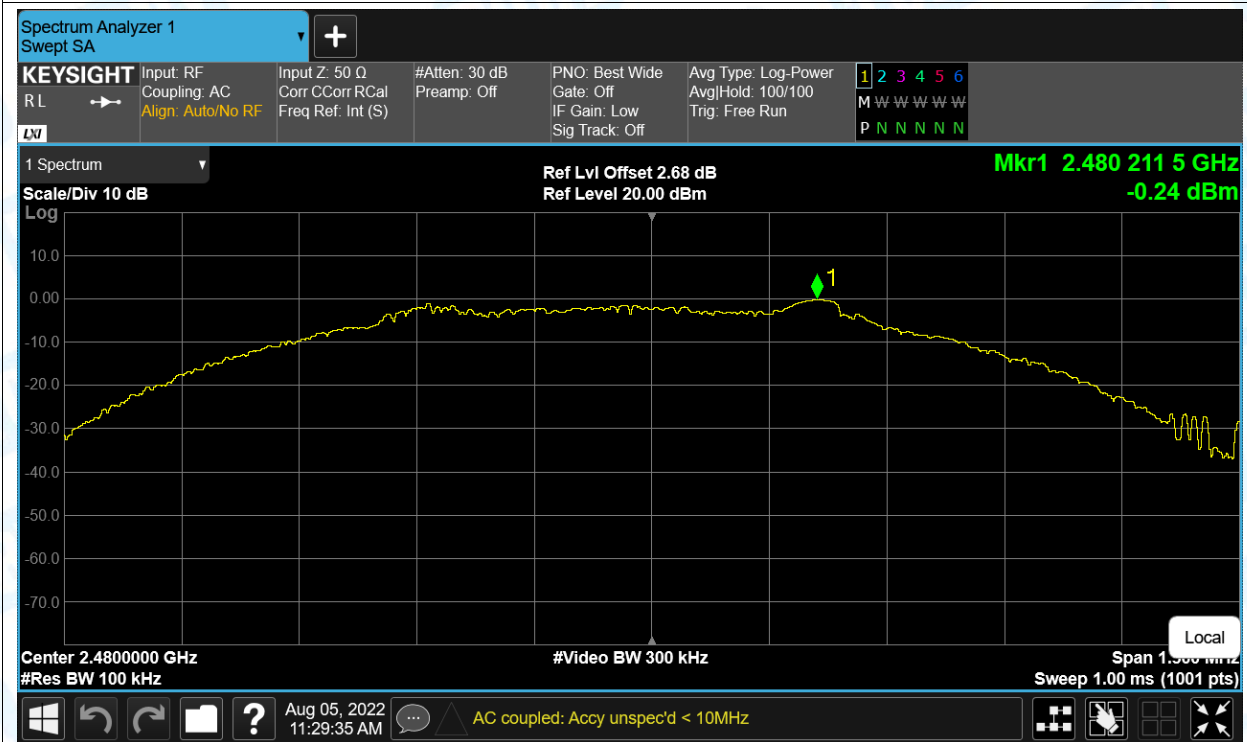 Spectrum Analyzer 1
Swept SA
KEYSIGHT
R L
LXI
Input: RF
Coupling: AC
Align: Auto/No RF
Input Z: 50 Ω
Corr CCorr RCal
Freq Ref: Int (S)
#Atten: 30 dB
Preamp: Off
PNO: Best Wide
Gate: Off
IF Gain: Low
Sig Track: Off
Avg Type: Log-Power
Avg|Hold: 100/100
Trig: Free Run
1 2 3 4 5 6
M W W W W W W
P N N N N N
1 Spectrum
Scale/Div 10 dB
Log
Ref Lvl Offset 2.68 dB
Ref Level 20.00 dBm
Mkr1 2.480 211 5 GHz
-0.24 dBm
10.0
0.00
-10.0
-20.0
-30.0
-40.0
-50.0
-60.0
-70.0
1
Local
Center 2.4800000 GHz
#Video BW 300 kHz
Span
#Res BW 100 kHz
Sweep 1.00 ms (1001 pts)
?
Aug 05, 2022
11:29:35 AM
AC coupled: Accy unspec'd < 10MHz